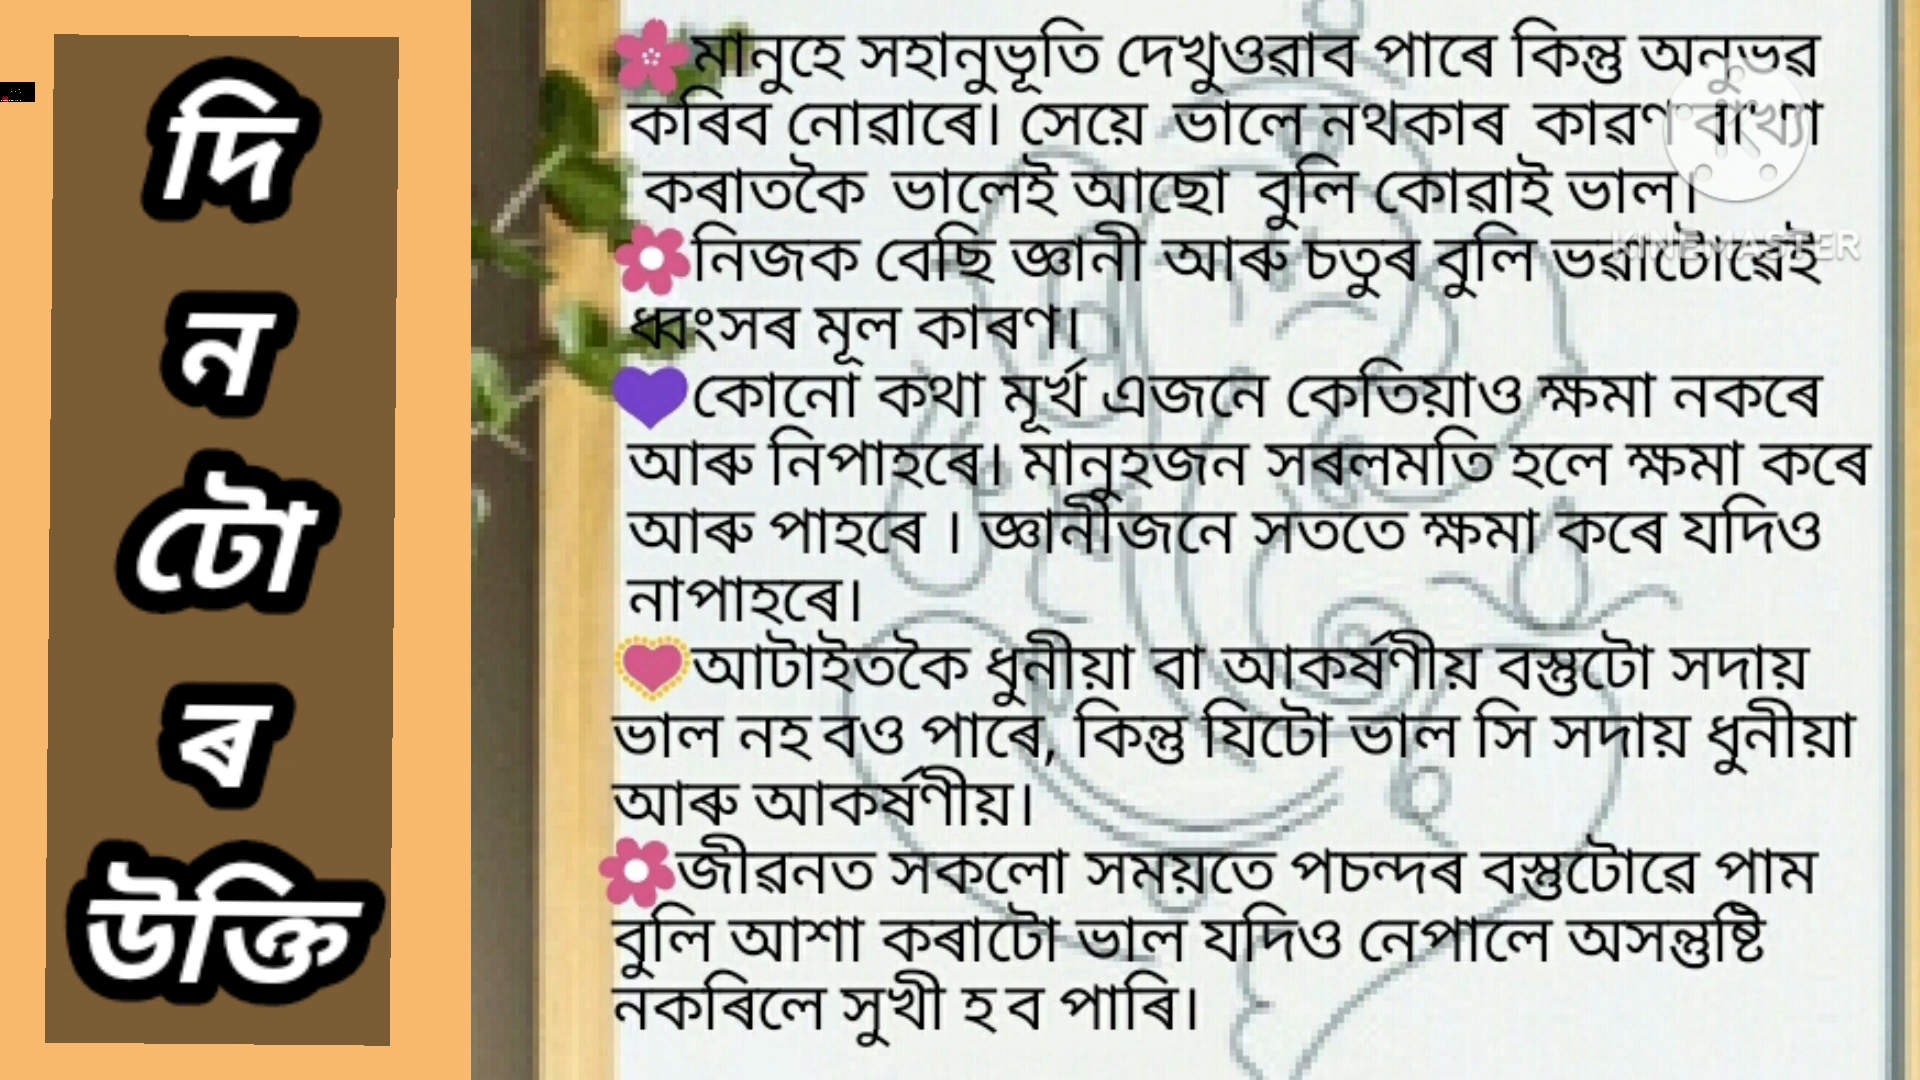 দি
ন
টো
ৰ
উক্তি
🌸মানুহে সহানুভূতি দেখুওৱাব পাৰে কিন্তু অনুভৱ
কৰিব নোৱাৰে। সেয়ে ভালে নথকাৰ কাৱণ
কৰাতকৈ ভালেই আছো বুলি কোৱাই ভাল।
🌸নিজক বেছি জ্ঞানী আৰু চতুৰ বুলি ভৱাটোৱেই
ধ্বংসৰ মূল কাৰণ।
💜কোনো কথা মূৰ্খ এজনে কেতিয়াও ক্ষমা নকৰে
আৰু নিপাহৰে। মানুহজন সৰলমতি হলে ক্ষমা কৰে
আৰু পাহৰে । জ্ঞানীজনে সততে ক্ষমা কৰে যদিও
নাপাহৰে।
💟আটাইতকৈ ধুনীয়া বা আকৰ্ষণীয় বস্তুটো সদায়
ভাল নহ বও পাৰে, কিন্তু যিটো ভাল সি সদায় ধুনীয়া
আৰু আকৰ্ষণীয়।
🌸জীৱনত সকলো সময়তে পচন্দৰ বস্তুটোৱে পাম
বুলি আশা কৰাটো ভাল যদিও নেপালে অসন্তুষ্টি
নকৰিলে সুখী হ ব পাৰি।
KINEMASTER